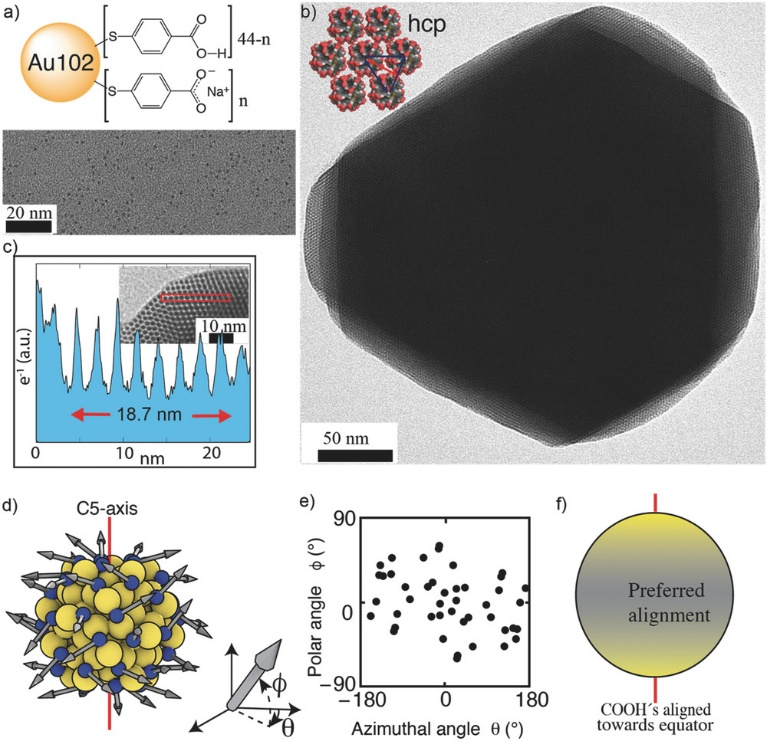 a)
Au102
S
O
O-H
44-n
S
O⁻
O
Na⁺
n
20 nm
b)
hcp
50 nm
c)
e⁻¹ (a.u.)
10 nm
18.7 nm
0
10
20
nm
d)
C5-axis
ϕ
θ
e)
90
0
−90
Polar angle ϕ (°)
−180
0
180
Azimuthal angle θ (°)
f)
Preferred
alignment
COOH´s aligned
towards equator